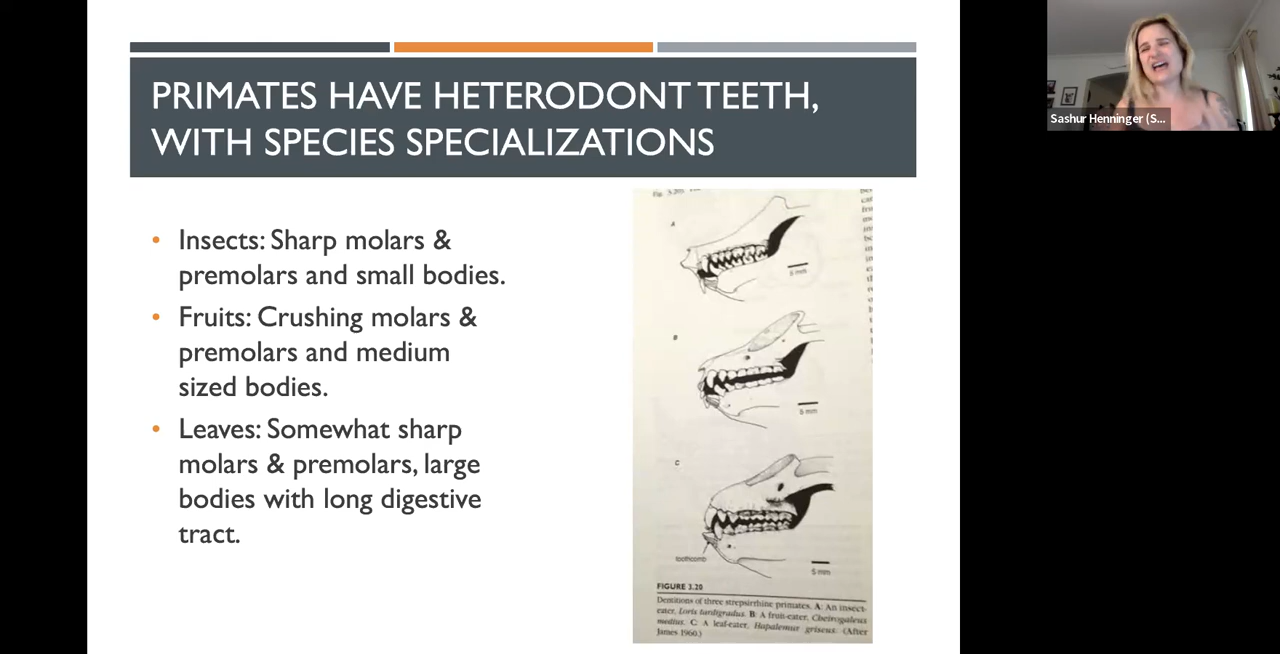 PRIMATES HAVE HETERODONT TEETH,
WITH SPECIES SPECIALIZATIONS
• Insects: Sharp molars &
premolars and small bodies.
• Fruits: Crushing molars &
premolars and medium
sized bodies.
• Leaves: Somewhat sharp
molars & premolars, large
bodies with long digestive
tract.
A
5 mm
B
5 mm
C
toothcomb
5 mm
FIGURE 3.20
Dentitions of three strepsirrhine primates. A: An insect-
eater, Loris tardigradus. B: A fruit-eater, Cheirogaleus
medius. C: A leaf-eater, Hapalemur griseus. (After
James 1960.)
Sashur Henninger (S...